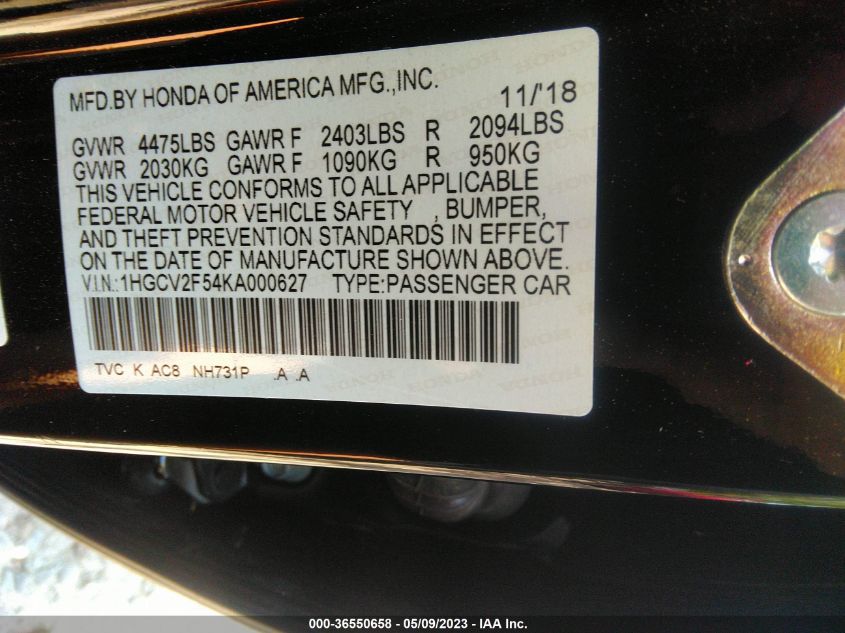 MFD.BY HONDA OF AMERICA MFG.,INC. 11/'18
GVWR 4475LBS GAWR F 2403LBS R 2094LBS
GVWR 2030KG GAWR F 1090KG R 950KG
THIS VEHICLE CONFORMS TO ALL APPLICABLE
FEDERAL MOTOR VEHICLE SAFETY , BUMPER,
AND THEFT PREVENTION STANDARDS IN EFFECT
ON THE DATE OF MANUFACTURE SHOWN ABOVE.
V.I.N.:1HGCV2F54KA000627 TYPE:PASSENGER CAR
TVC K AC8 NH731P .A .A
000-36550658 - 05/09/2023 - IAA Inc.